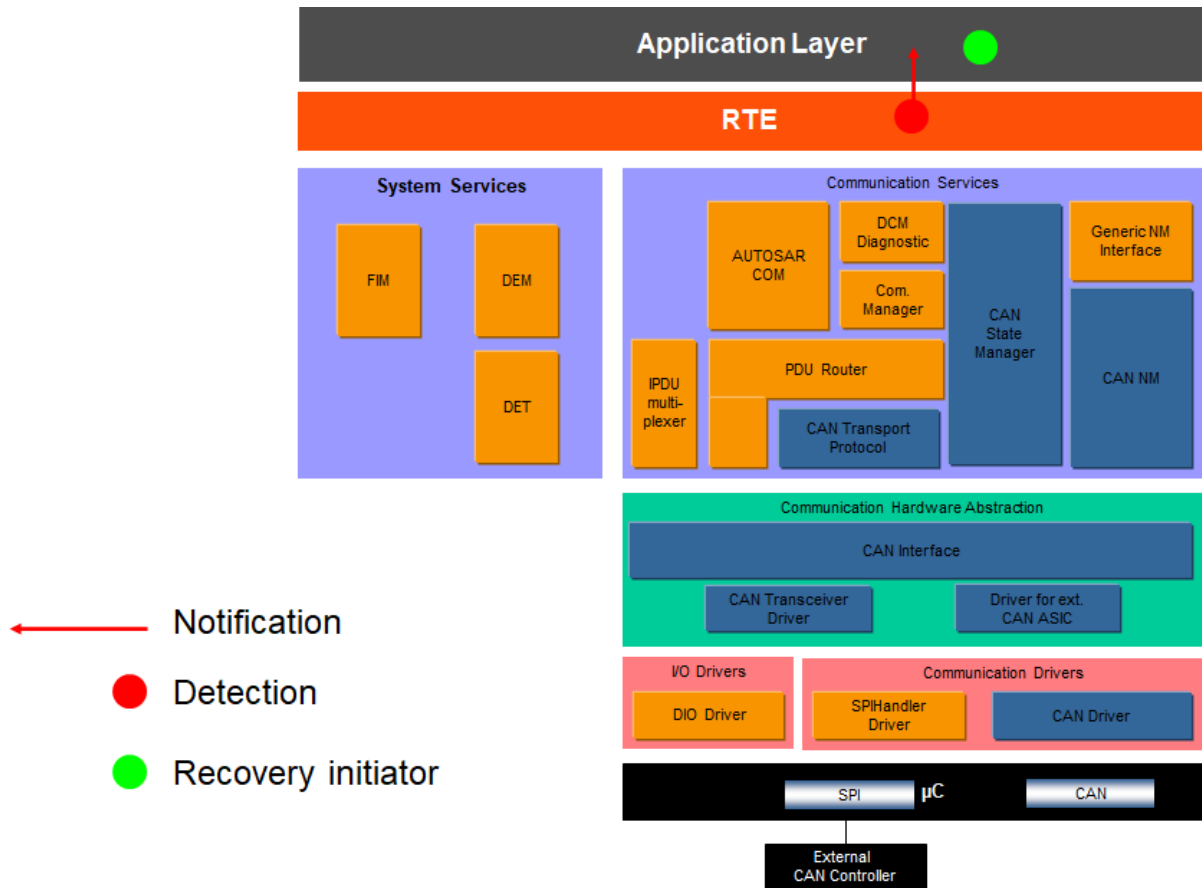 Application Layer
RTE
System Services
FIM
DEM
DET
Communication Services
AUTOSAR
COM
DCM
Diagnostic
Com.
Manager
CAN
State
Manager
Generic NM
Interface
CAN NM
IPDU
multi-
plexer
PDU Router
CAN Transport
Protocol
Communication Hardware Abstraction
CAN Interface
CAN Transceiver
Driver
Driver for ext.
CAN ASIC
I/O Drivers
DIO Driver
Communication Drivers
SPIHandler
Driver
CAN Driver
SPI
µC
CAN
External
CAN Controller
Notification
Detection
Recovery initiator